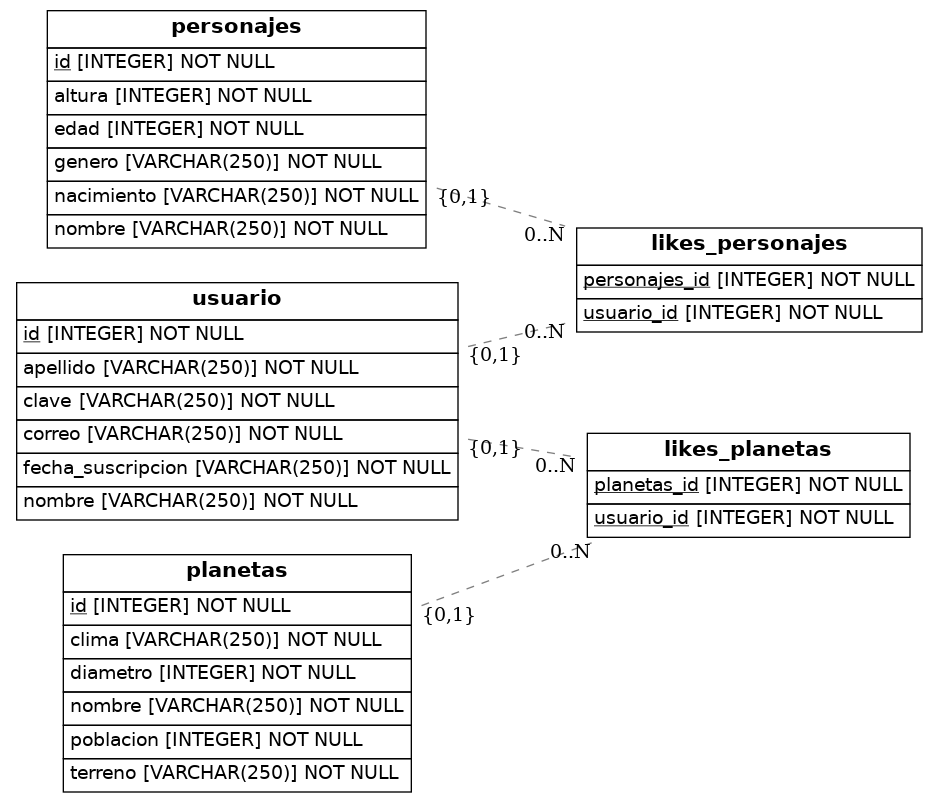 personajes
id [INTEGER] NOT NULL
altura [INTEGER] NOT NULL
edad [INTEGER] NOT NULL
genero [VARCHAR(250)] NOT NULL
nacimiento [VARCHAR(250)] NOT NULL
nombre [VARCHAR(250)] NOT NULL
{0,1}
0..N
likes_personajes
personajes_id [INTEGER] NOT NULL
usuario_id [INTEGER] NOT NULL
usuario
id [INTEGER] NOT NULL
apellido [VARCHAR(250)] NOT NULL
clave [VARCHAR(250)] NOT NULL
correo [VARCHAR(250)] NOT NULL
fecha_suscripcion [VARCHAR(250)] NOT NULL
nombre [VARCHAR(250)] NOT NULL
0..N
{0,1}
{0,1}
0..N
likes_planetas
planetas_id [INTEGER] NOT NULL
usuario_id [INTEGER] NOT NULL
0..N
{0,1}
planetas
id [INTEGER] NOT NULL
clima [VARCHAR(250)] NOT NULL
diametro [INTEGER] NOT NULL
nombre [VARCHAR(250)] NOT NULL
poblacion [INTEGER] NOT NULL
terreno [VARCHAR(250)] NOT NULL